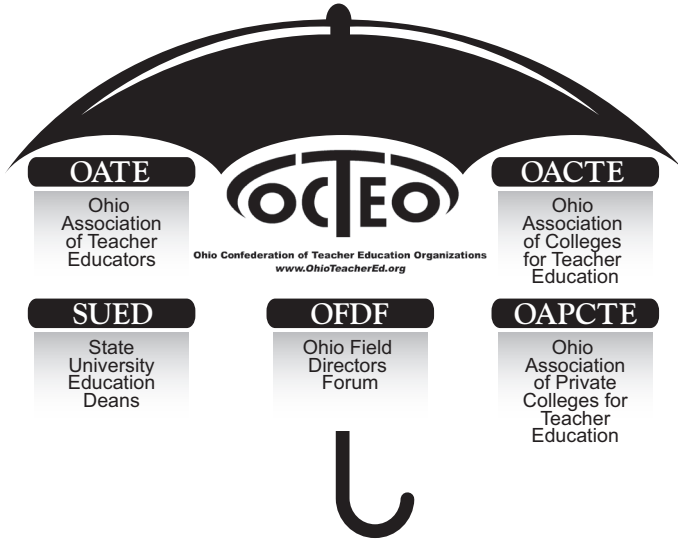 OATE
Ohio
Association
of Teacher
Educators
OCTEO
Ohio Confederation of Teacher Education Organizations
www.OhioTeacherEd.org
OACTE
Ohio
Association
of Colleges
for Teacher
Education
SUED
State
University
Education
Deans
OFDF
Ohio Field
Directors
Forum
OAPCTE
Ohio
Association
of Private
Colleges for
Teacher
Education